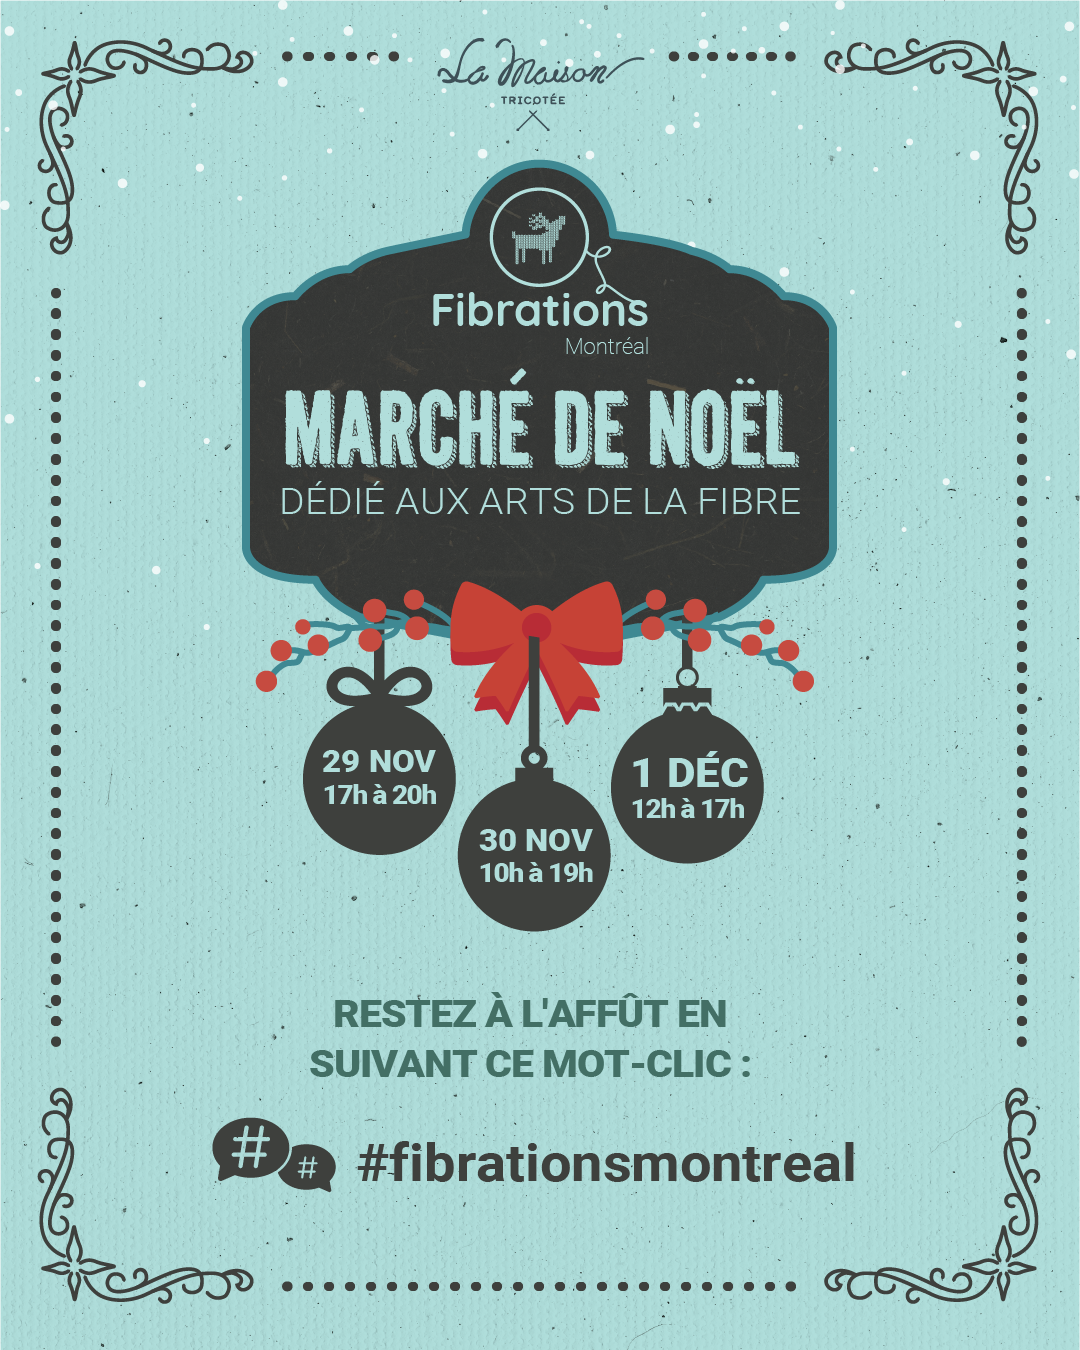 La Maison
TRICOTÉE
Fibrations
Montréal
MARCHÉ DE NOËL
DÉDIÉ AUX ARTS DE LA FIBRE
29 NOV
17h à 20h
30 NOV
10h à 19h
1 DÉC
12h à 17h
RESTEZ À L'AFFÛT EN
SUIVANT CE MOT-CLIC :
# #
#fibrationsmontreal